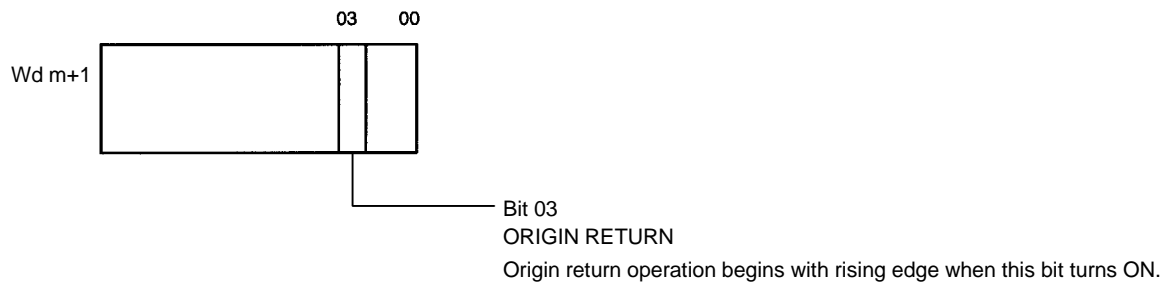 03 00
Wd m+1
Bit 03
ORIGIN RETURN
Origin return operation begins with rising edge when this bit turns ON.